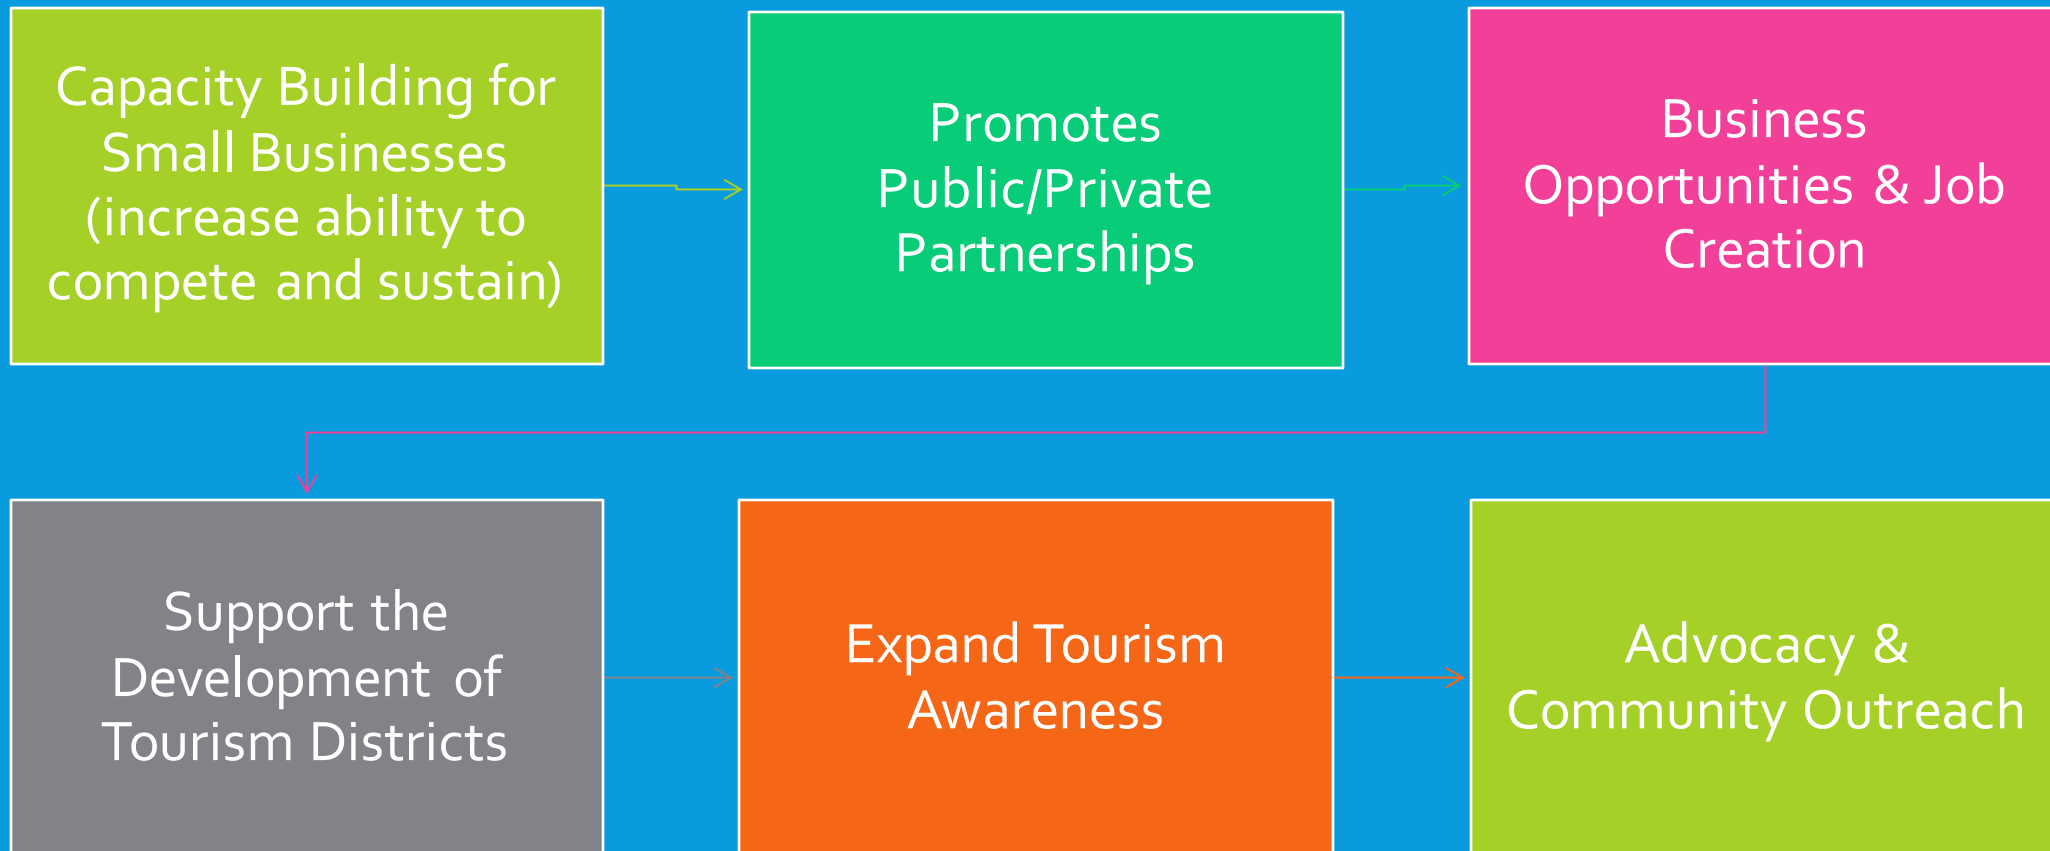 Capacity Building for
Small Businesses
(increase ability to
compete and sustain)
Promotes
Public/Private
Partnerships
Business
Opportunities & Job
Creation
Support the
Development of
Tourism Districts
Expand Tourism
Awareness
Advocacy &
Community Outreach